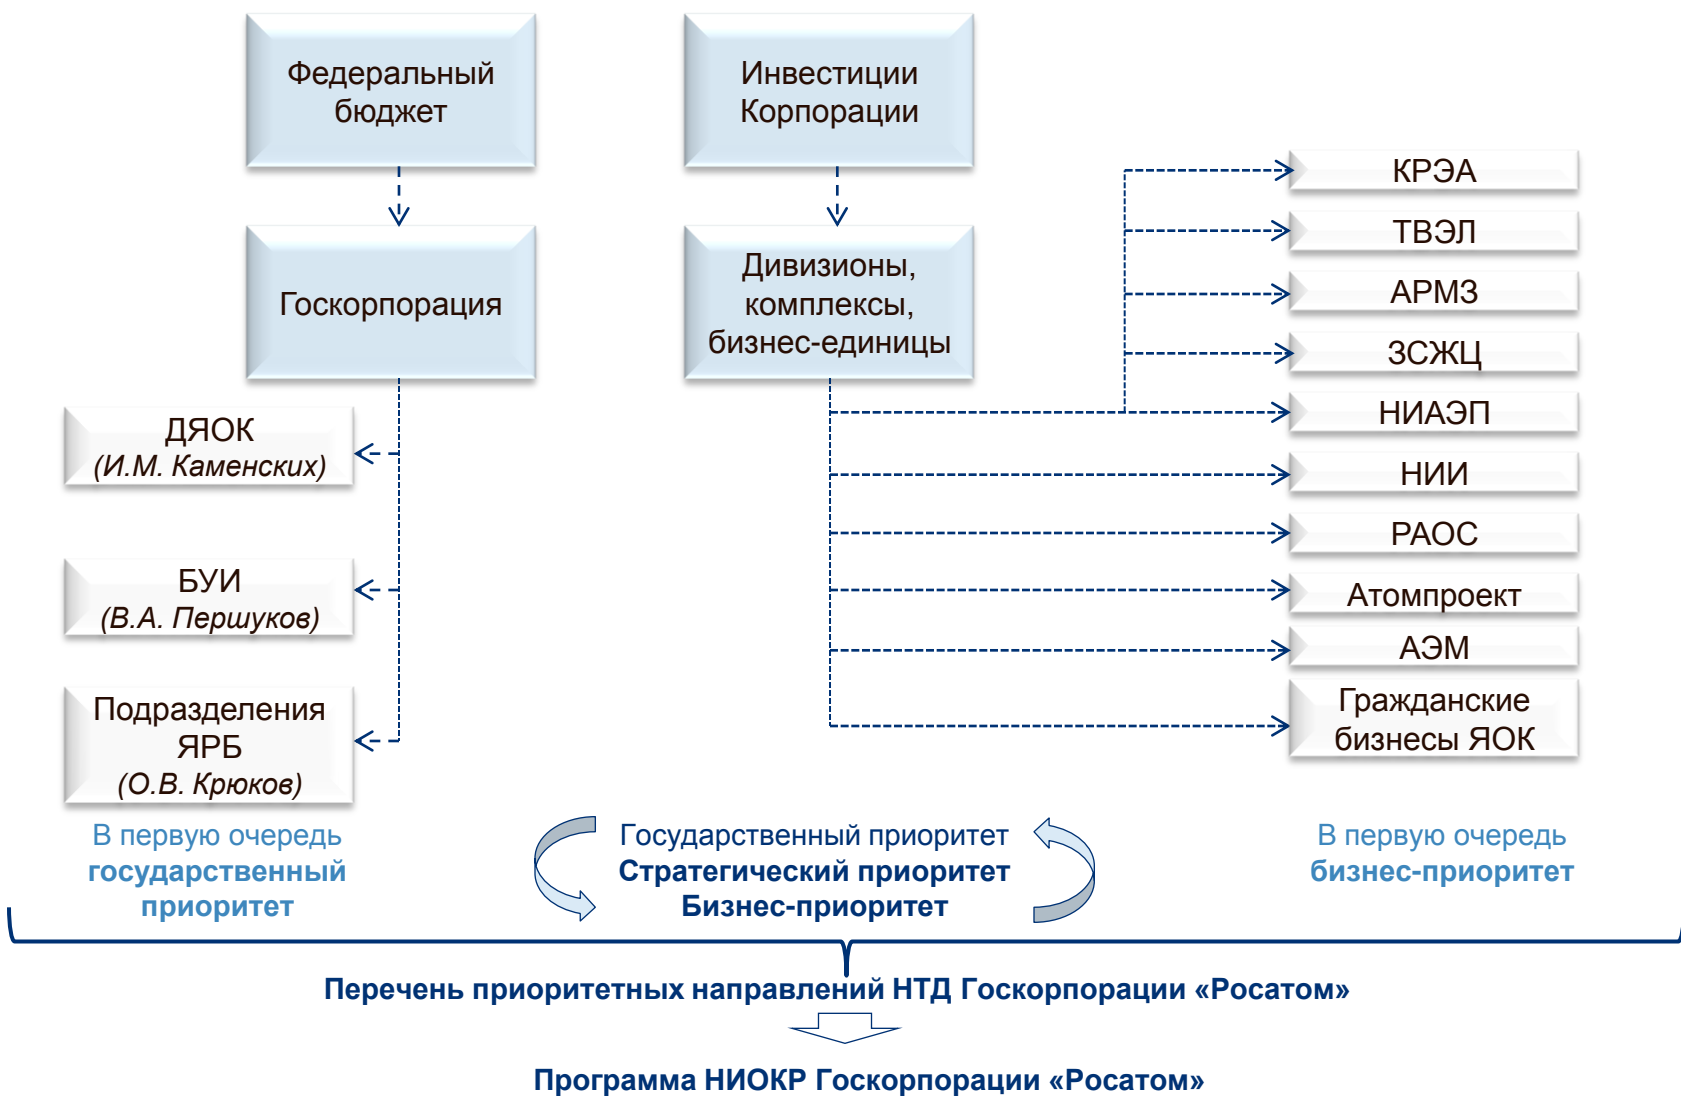 Федеральный
бюджет
Инвестиции
Корпорации
Госкорпорация
Дивизионы,
комплексы,
бизнес-единицы
КРЭА
ТВЭЛ
АРМЗ
ЗСЖЦ
НИАЭП
НИИ
РАОС
Атомпроект
АЭМ
Гражданские
бизнесы ЯОК
ДЯОК
(И.М. Каменских)
БУИ
(В.А. Першуков)
Подразделения
ЯРБ
(О.В. Крюков)
В первую очередь
государственный
приоритет
Государственный приоритет
Стратегический приоритет
Бизнес-приоритет
В первую очередь
бизнес-приоритет
Перечень приоритетных направлений НТД Госкорпорации «Росатом»
Программа НИОКР Госкорпорации «Росатом»